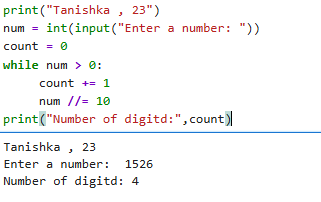 print("Tanishka , 23")
num = int(input("Enter a number: "))
count = 0
while num > 0:
     count += 1
     num //= 10
print("Number of digitd:",count)
Tanishka , 23
Enter a number:  1526
Number of digitd: 4